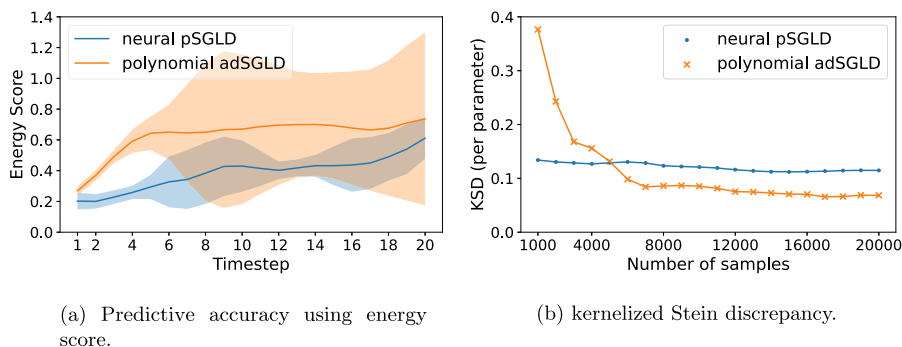 1.4
1.2
1.0
0.8
0.6
0.4
0.2
0.0
Energy Score
neural pSGLD
polynomial adSGLD
1 2 4 6 8 10 12 14 16 18 20
Timestep
(a) Predictive accuracy using energy
score.
0.4
0.3
0.2
0.1
0.0
KSD (per parameter)
neural pSGLD
polynomial adSGLD
1000 4000 8000 12000 16000 20000
Number of samples
(b) kernelized Stein discrepancy.